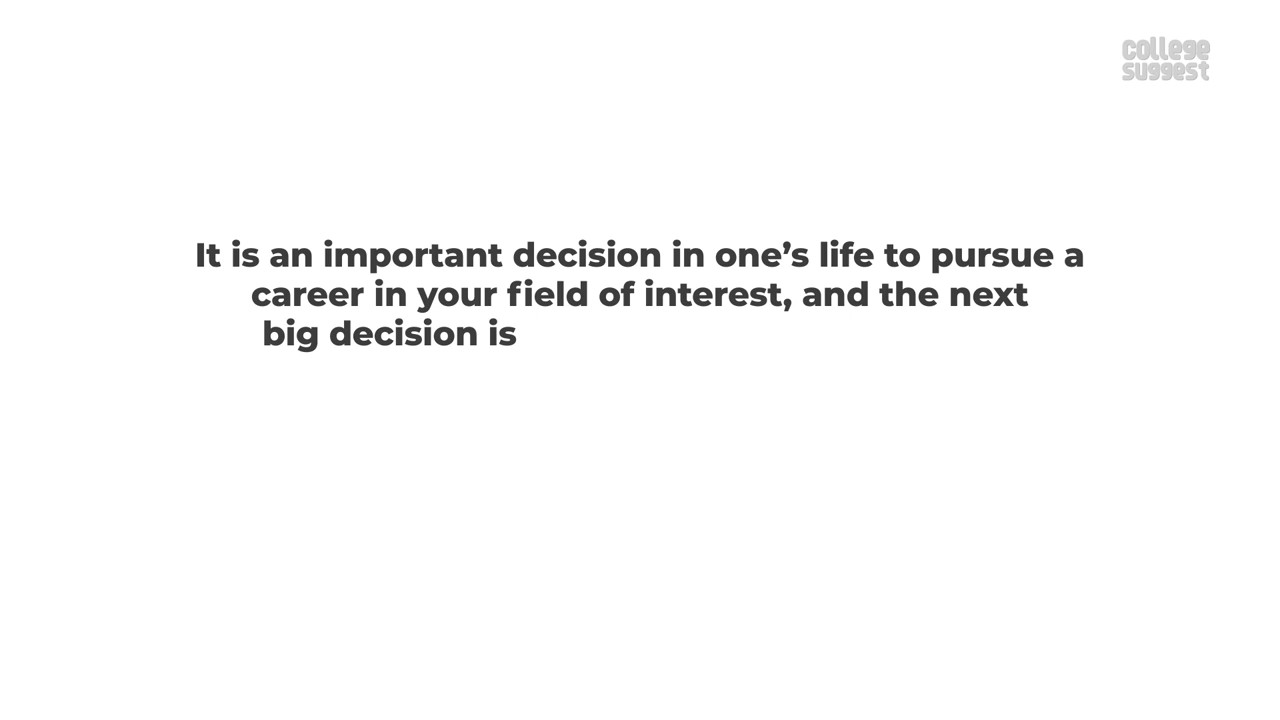 college
suggest
It is an important decision in one’s life to pursue a
career in your field of interest, and the next
big decision is